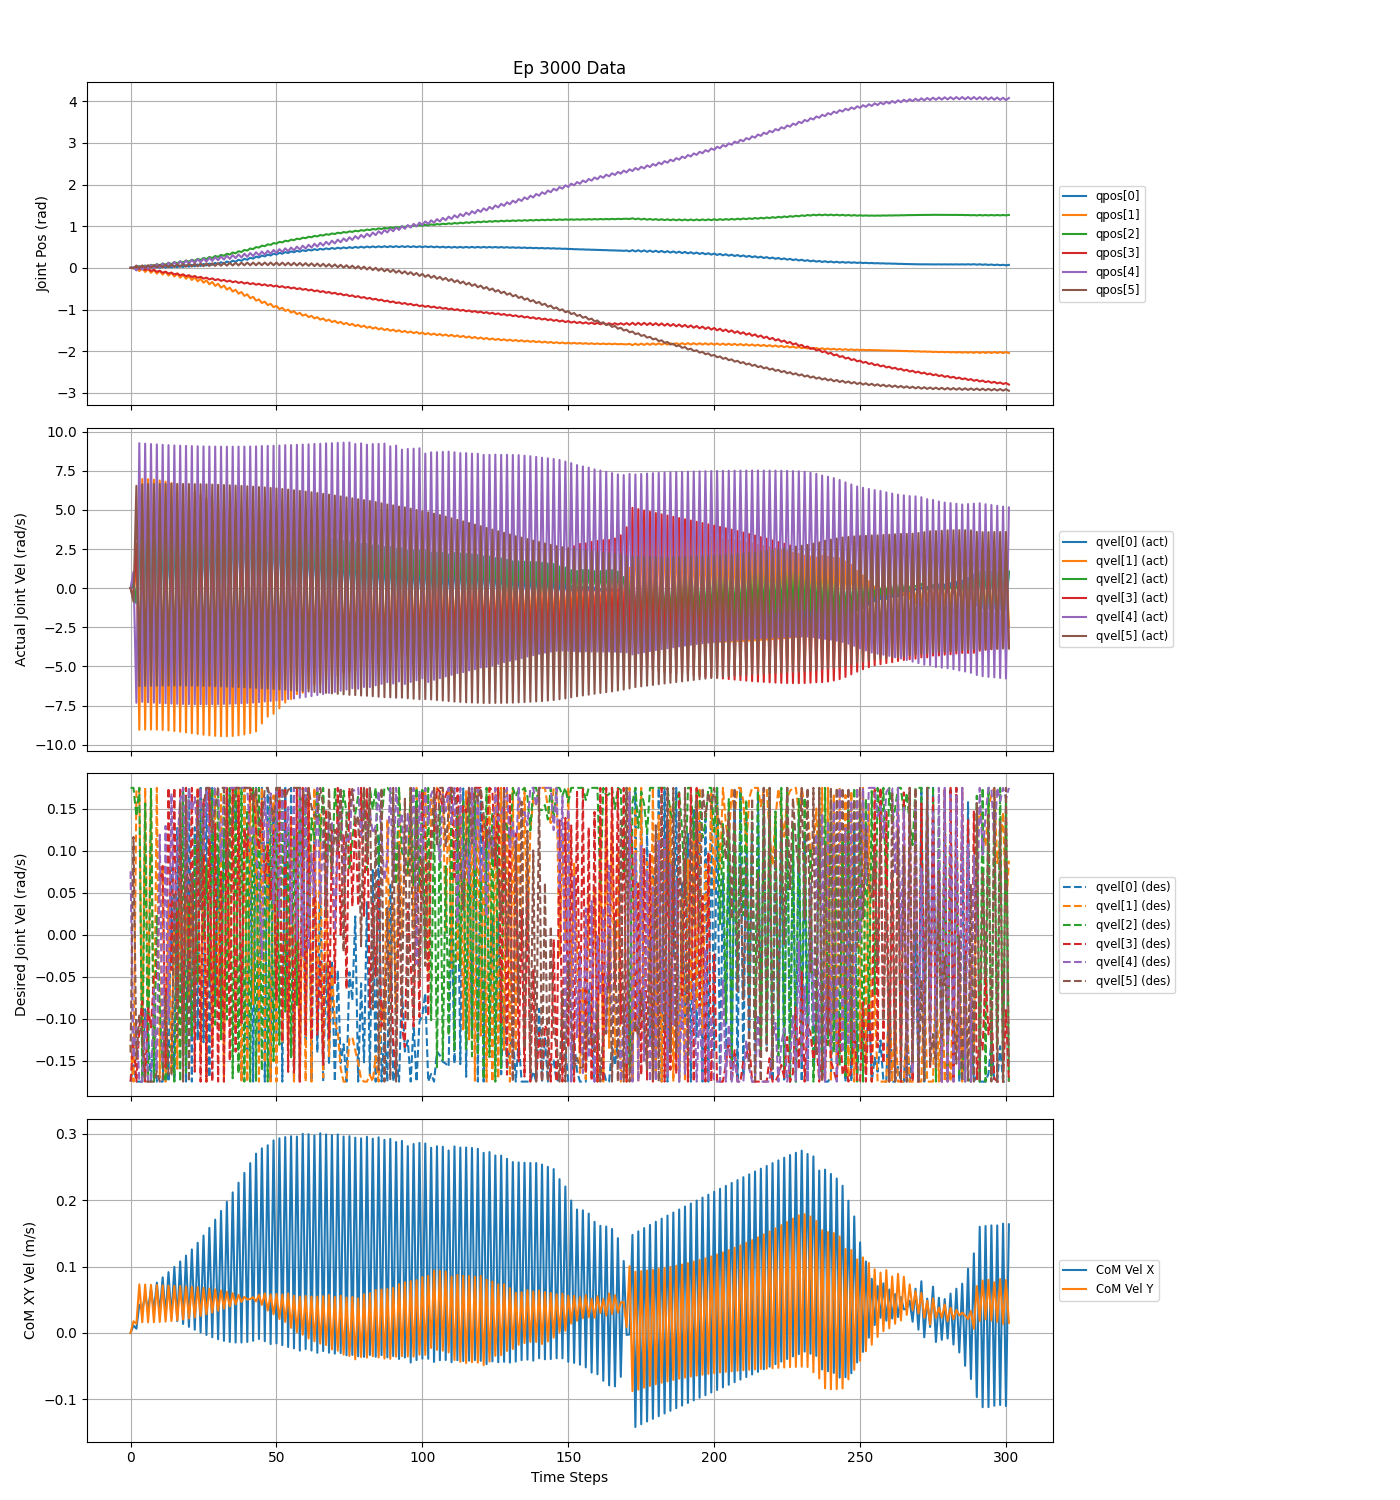 Ep 3000 Data
Joint Pos (rad)
4
3
2
1
0
−1
−2
−3
qpos[0]
qpos[1]
qpos[2]
qpos[3]
qpos[4]
qpos[5]
Actual Joint Vel (rad/s)
10.0
7.5
5.0
2.5
0.0
−2.5
−5.0
−7.5
−10.0
qvel[0] (act)
qvel[1] (act)
qvel[2] (act)
qvel[3] (act)
qvel[4] (act)
qvel[5] (act)
Desired Joint Vel (rad/s)
0.15
0.10
0.05
0.00
−0.05
−0.10
−0.15
qvel[0] (des)
qvel[1] (des)
qvel[2] (des)
qvel[3] (des)
qvel[4] (des)
qvel[5] (des)
CoM XY Vel (m/s)
0.3
0.2
0.1
0.0
−0.1
CoM Vel X
CoM Vel Y
0 50 100 150 200 250 300
Time Steps